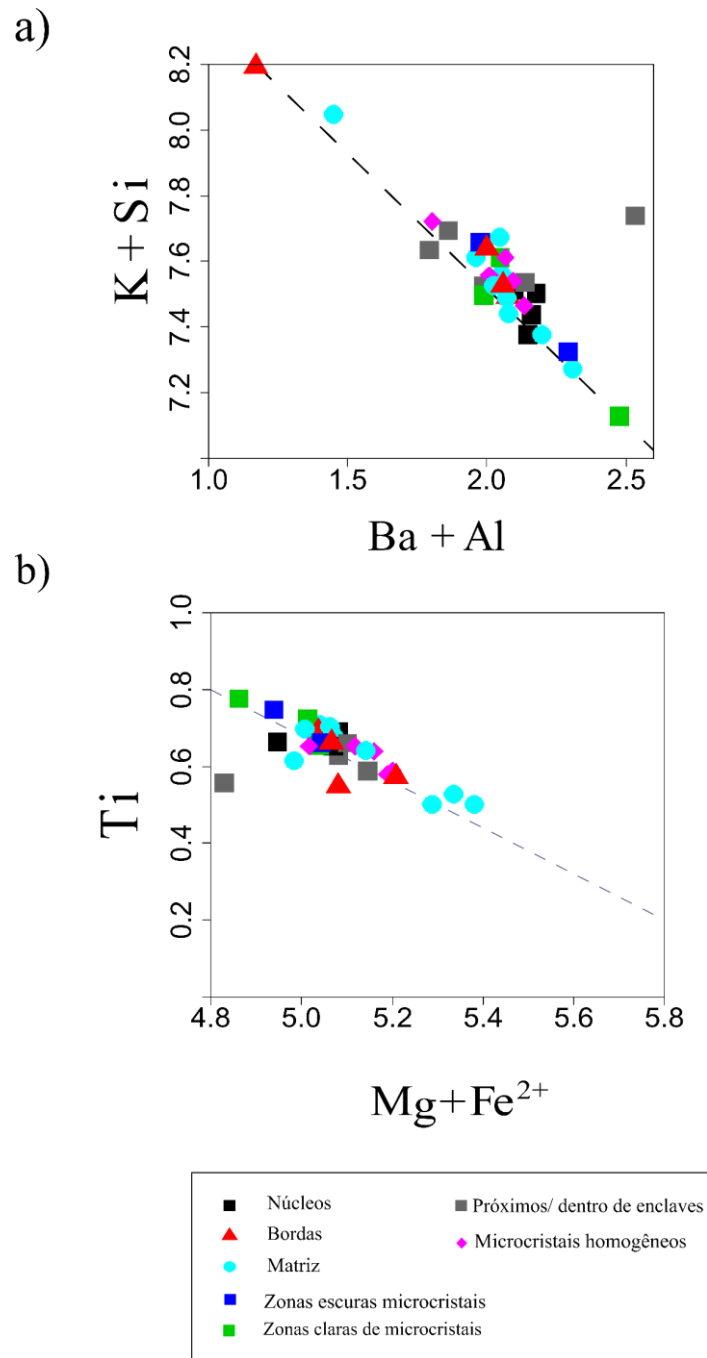 a)
8.2
8.0
7.8
7.6
7.4
7.2
K + Si
1.0 1.5 2.0 2.5
Ba + Al
b)
1.0
0.8
0.6
0.4
0.2
Ti
4.8 5.0 5.2 5.4 5.6 5.8
Mg+Fe²⁺
Núcleos
Bordas
Matriz
Zonas escuras microcristais
Zonas claras de microcristais
Próximos/ dentro de enclaves
Microcristais homogêneos